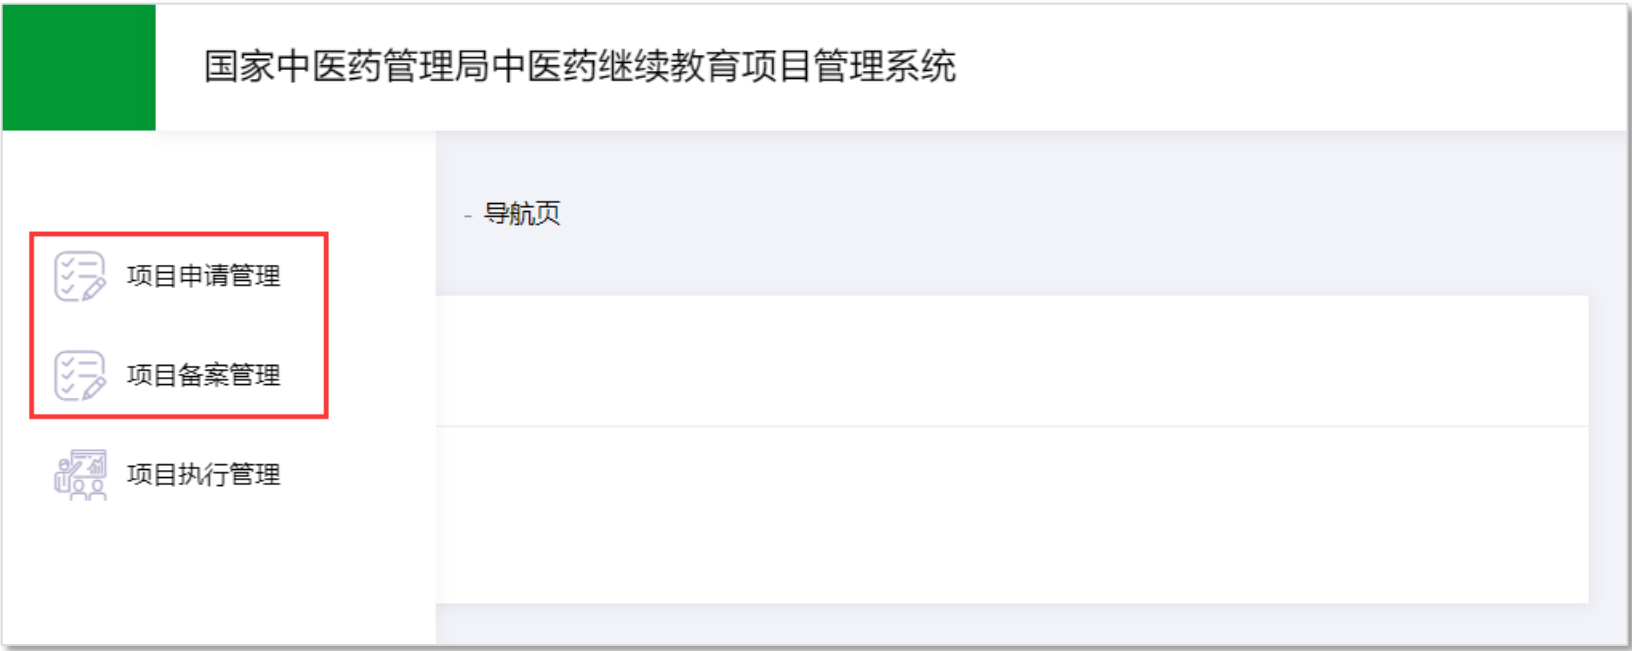 国家中医药管理局中医药继续教育项目管理系统
- 导航页
项目申请管理
项目备案管理
项目执行管理